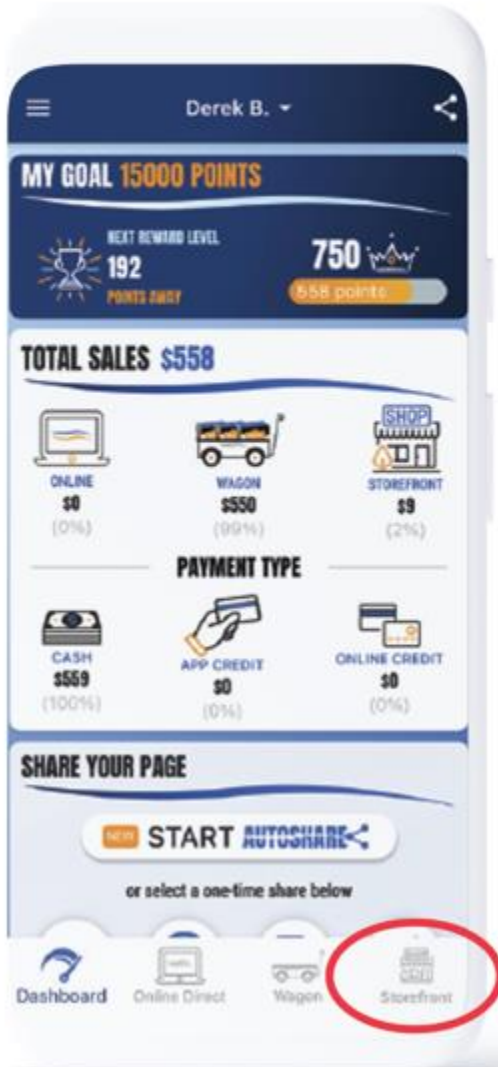 Derek B.
MY GOAL 15000 POINTS
NEXT REWARD LEVEL
192
POINTS AWAY
750
558 points
TOTAL SALES $558
SHOP
ONLINE
$0
(0%)
WAGON
$550
(99%)
STOREFRONT
$9
(2%)
PAYMENT TYPE
CASH
$559
(100%)
APP CREDIT
$0
(0%)
ONLINE CREDIT
$0
(0%)
SHARE YOUR PAGE
NEW START AUTOSHARE
or select a one-time share below
Dashboard
Online Direct
Wagon
Storefront